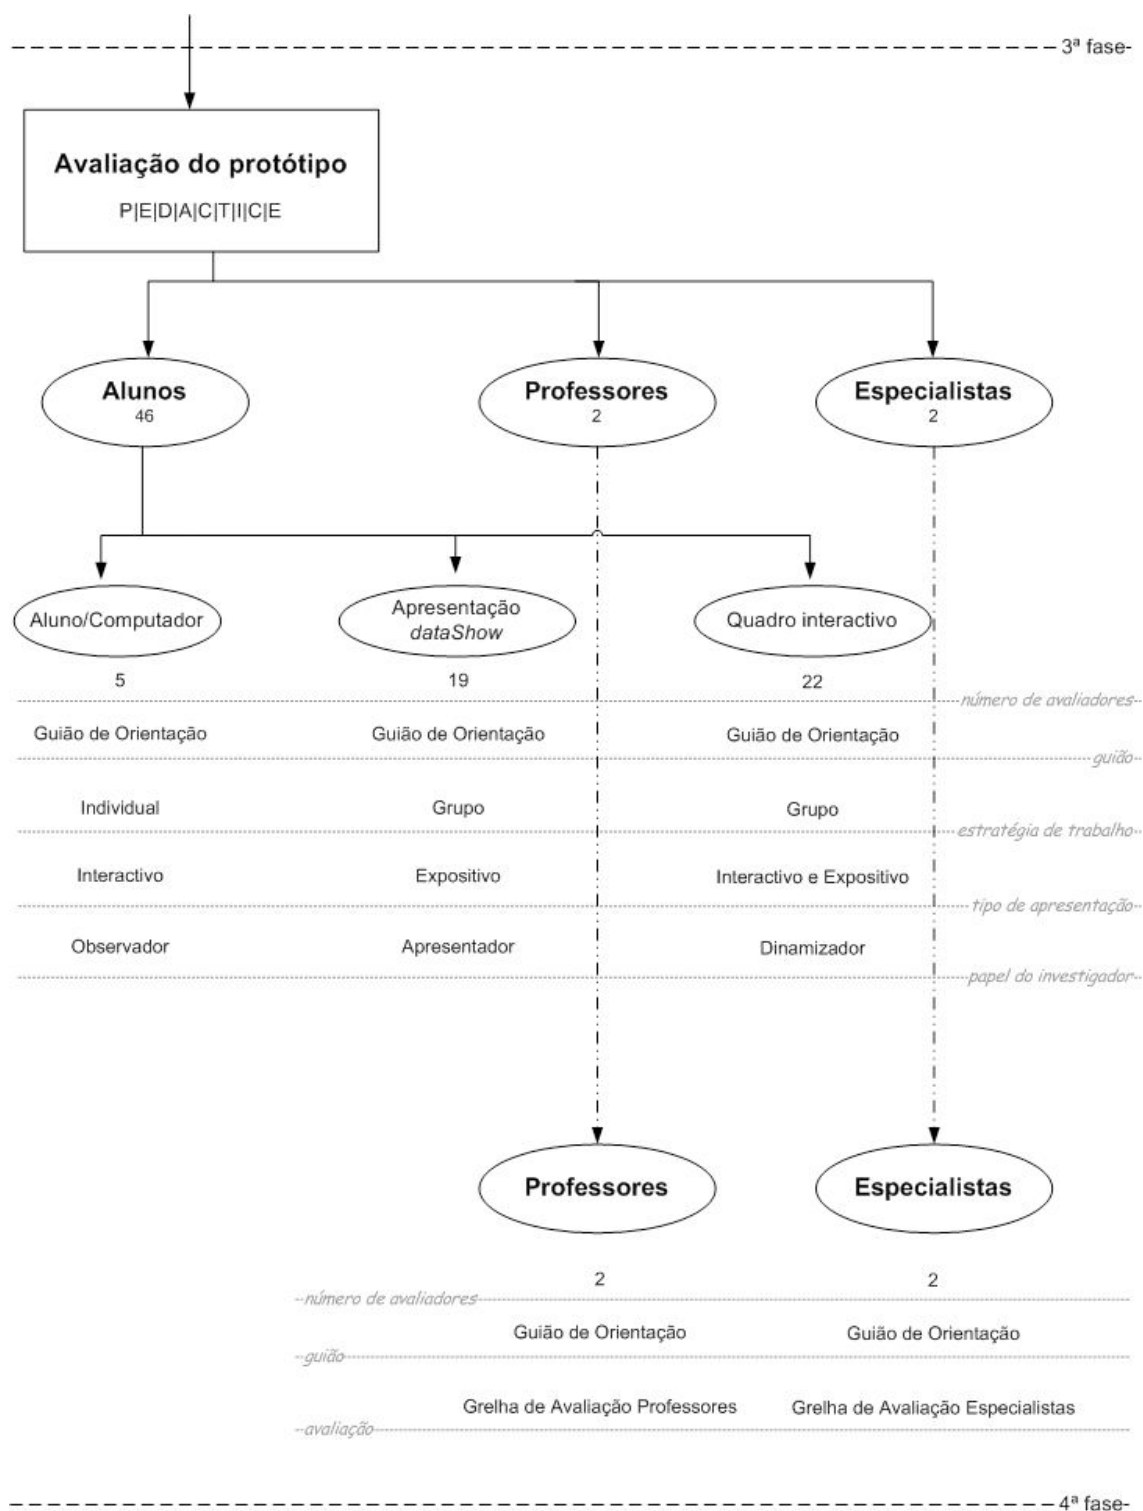 3ª fase
Avaliação do protótipo
P|E|D|A|C|T|I|C|E
Alunos
46
Professores
2
Especialistas
2
Aluno/Computador
Apresentação
dataShow
Quadro interactivo
5 19 22
número de avaliadores
Guião de Orientação Guião de Orientação Guião de Orientação
guião
Individual Grupo Grupo
estratégia de trabalho
Interactivo Expositivo Interactivo e Expositivo
tipo de apresentação
Observador Apresentador Dinamizador
papel do investigador
Professores Especialistas
2 2
número de avaliadores
Guião de Orientação Guião de Orientação
guião
Grelha de Avaliação Professores Grelha de Avaliação Especialistas
avaliação
4ª fase